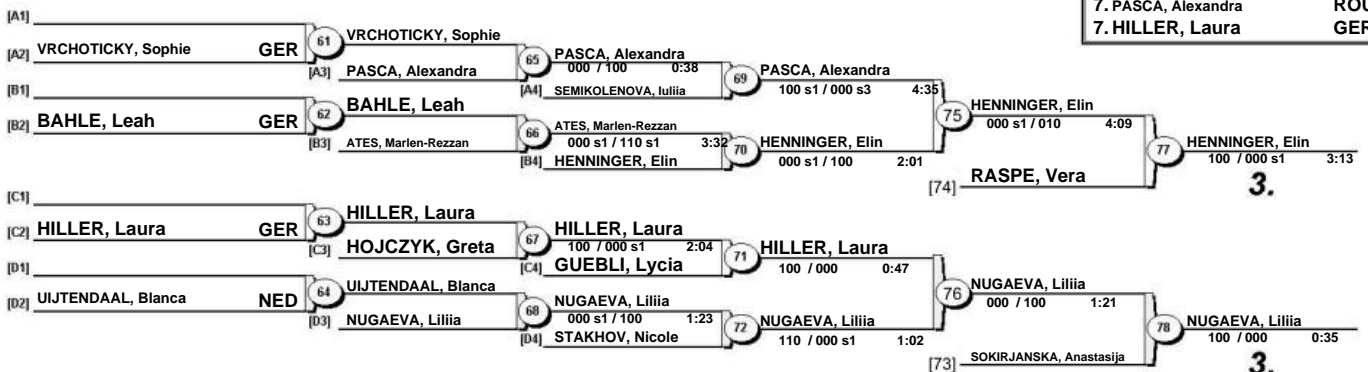 7. PASCA, Alexandra ROU
7. HILLER, Laura GER
[A1]
[A2] VRCHOTICKY, Sophie GER
61 VRCHOTICKY, Sophie
[A3] PASCA, Alexandra
65 PASCA, Alexandra
000 / 100 0:38
[A4] SEMIKOLENOVA, Iuliia
69 PASCA, Alexandra
100 s1 / 000 s3 4:35
[B1]
[B2] BAHLE, Leah GER
62 BAHLE, Leah
[B3] ATES, Marlen-Rezzan
66 ATES, Marlen-Rezzan
000 s1 / 110 s1 3:32
[B4] HENNINGER, Elin
70 HENNINGER, Elin
000 s1 / 100 2:01
75 HENNINGER, Elin
000 s1 / 010 4:09
[74] RASPE, Vera
77 HENNINGER, Elin
100 / 000 s1 3:13
3.
[C1]
[C2] HILLER, Laura GER
63 HILLER, Laura
[C3] HOJCZYK, Greta
67 HILLER, Laura
100 / 000 s1 2:04
[C4] GUEBLI, Lycia
71 HILLER, Laura
100 / 000 0:47
[D1]
[D2] UIJTENDAAL, Blanca NED
64 UIJTENDAAL, Blanca
[D3] NUGAEVA, Liliia
68 NUGAEVA, Liliia
000 s1 / 100 1:23
[D4] STAKHOV, Nicole
72 NUGAEVA, Liliia
110 / 000 s1 1:02
76 NUGAEVA, Liliia
000 / 100 1:21
[73] SOKIRJANSKA, Anastasija
78 NUGAEVA, Liliia
100 / 000 0:35
3.